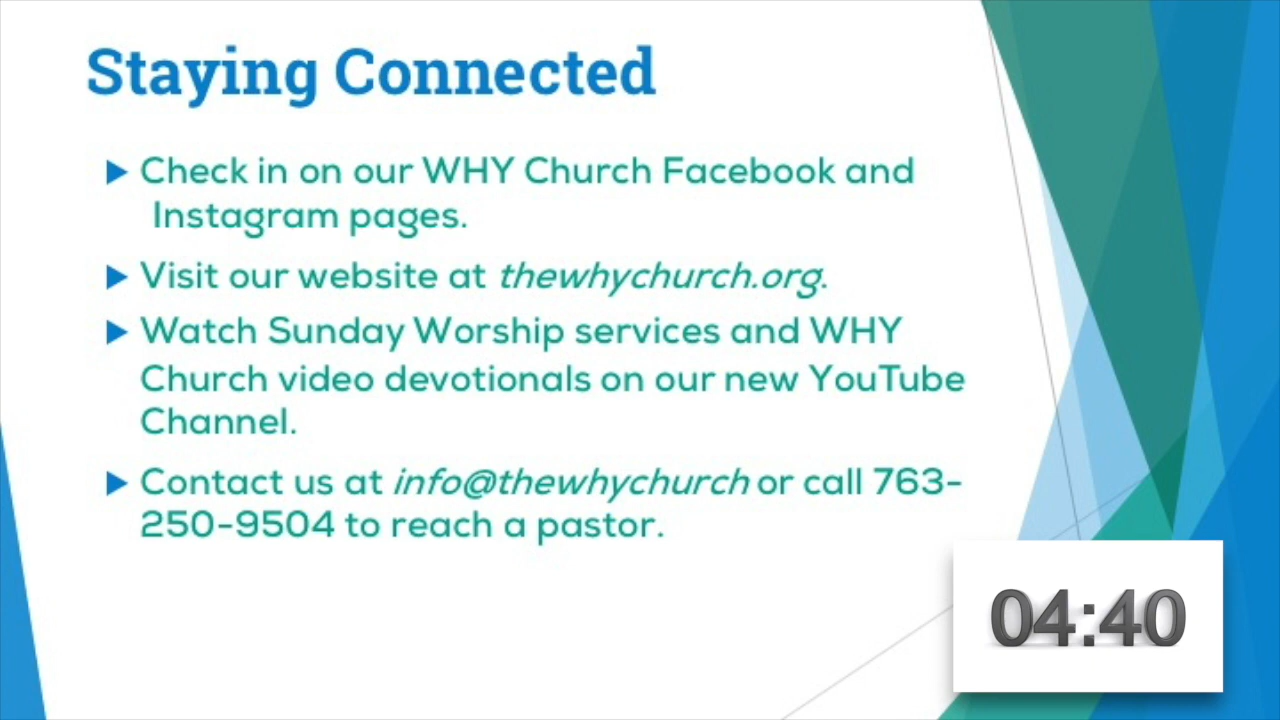 Staying Connected
Check in on our WHY Church Facebook and
Instagram pages.
Visit our website at thewhychurch.org.
Watch Sunday Worship services and WHY
Church video devotionals on our new YouTube
Channel.
Contact us at info@thewhychurch or call 763-
250-9504 to reach a pastor.
04:40